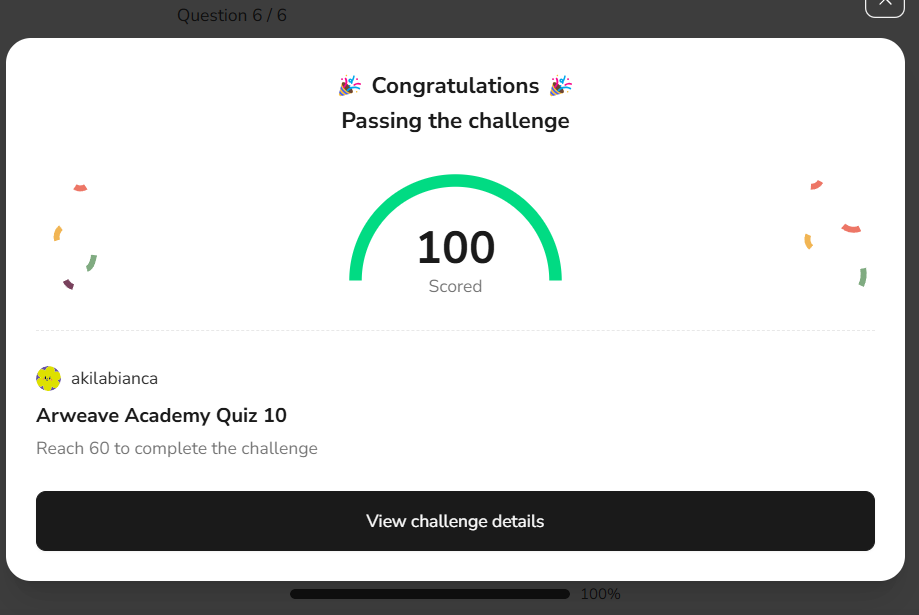 Question 6 / 6
🎉 Congratulations 🎉
Passing the challenge
100
Scored
akilabianca
Arweave Academy Quiz 10
Reach 60 to complete the challenge
View challenge details
100%